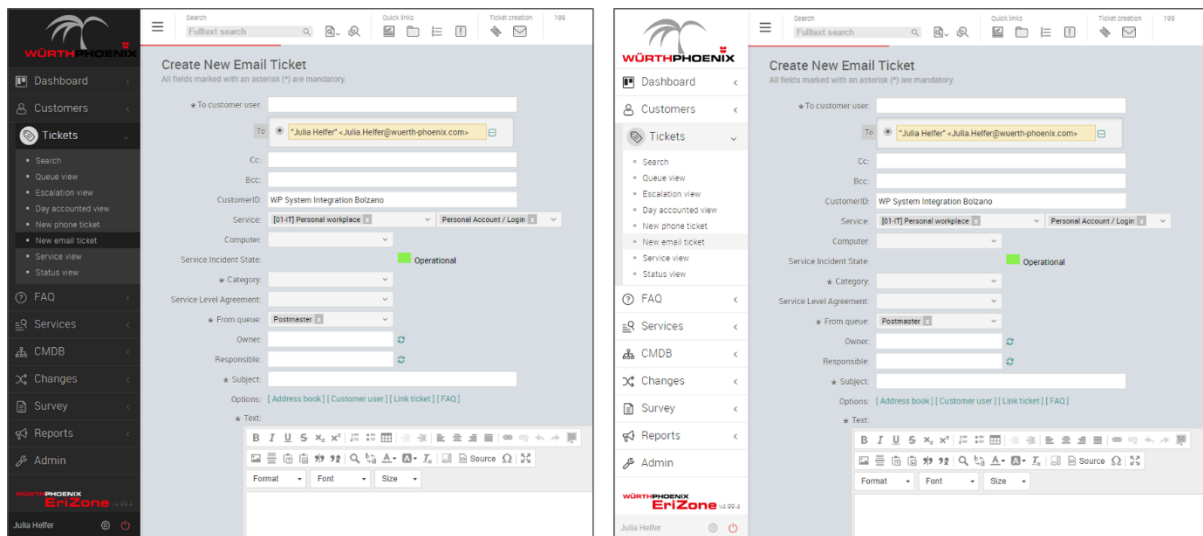 Search
Quick links
Ticket creation
199
Fulltext search
WÜRTHPHOENIX
Create New Email Ticket
All fields marked with an asterisk (*) are mandatory.
Dashboard
Customers
Tickets
Search
Queue view
Escalation view
Day accounted view
New phone ticket
New email ticket
Service view
Status view
FAQ
Services
CMDB
Changes
Survey
Reports
Admin
WÜRTHPHOENIX
EriZone v4.99.4
Julia Helfer
★ To customer user:
To "Julia Helfer" <Julia.Helfer@wuerth-phoenix.com>
Cc:
Bcc:
CustomerID: WP System Integration Bolzano
Service: [01-IT] Personal workplace x Personal Account / Login x
Computer:
Service Incident State: Operational
★ Category:
Service Level Agreement:
★ From queue: Postmaster x
Owner:
Responsible:
★ Subject:
Options: [ Address book ] [ Customer user ] [ Link ticket ] [ FAQ ]
★ Text:
B I U S x₂ x²
Source Ω
Format Font Size
Search
Quick links
Ticket creation
199
Fulltext search
WÜRTHPHOENIX
Create New Email Ticket
All fields marked with an asterisk (*) are mandatory.
Dashboard
Customers
Tickets
Search
Queue view
Escalation view
Day accounted view
New phone ticket
New email ticket
Service view
Status view
FAQ
Services
CMDB
Changes
Survey
Reports
Admin
WÜRTHPHOENIX
EriZone v4.99.4
Julia Helfer
★ To customer user:
To "Julia Helfer" <Julia.Helfer@wuerth-phoenix.com>
Cc:
Bcc:
CustomerID: WP System Integration Bolzano
Service: [01-IT] Personal workplace x Personal Account / Login x
Computer:
Service Incident State: Operational
★ Category:
Service Level Agreement:
★ From queue: Postmaster x
Owner:
Responsible:
★ Subject:
Options: [ Address book ] [ Customer user ] [ Link ticket ] [ FAQ ]
★ Text:
B I U S x₂ x²
Source Ω
Format Font Size